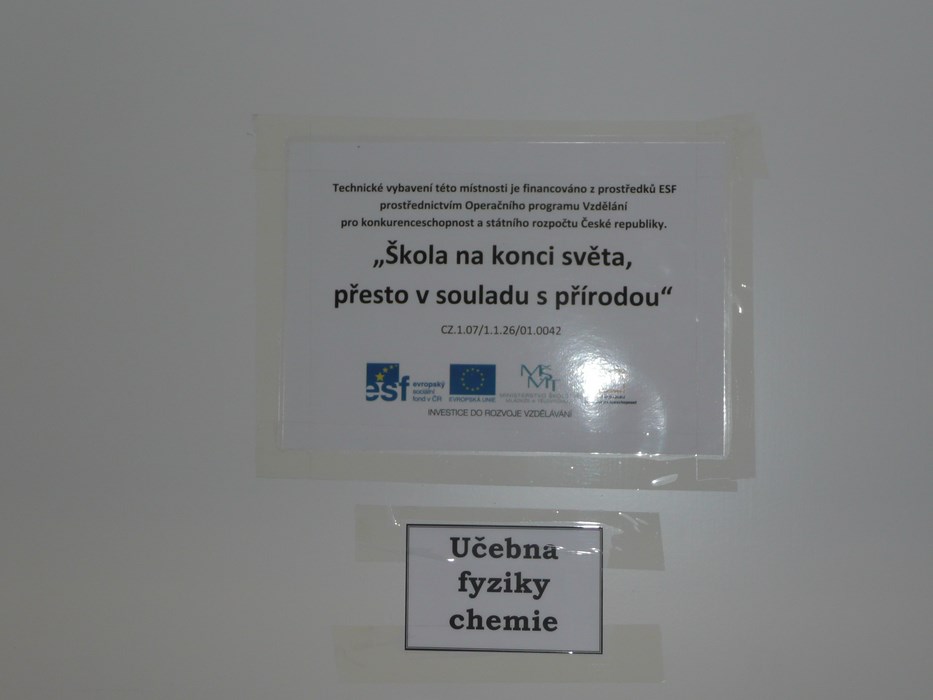 Technické vybavení této místnosti je financováno z prostředků ESF
prostřednictvím Operačního programu Vzdělání
pro konkurenceschopnost a státního rozpočtu České republiky.
„Škola na konci světa,
přesto v souladu s přírodou“
CZ.1.07/1.1.26/01.0042
esf evropský
sociální
fond v ČR
EVROPSKÁ UNIE
MŠMT
MINISTERSTVO
INVESTICE DO ROZVOJE VZDĚLÁVÁNÍ
Učebna
fyziky
chemie